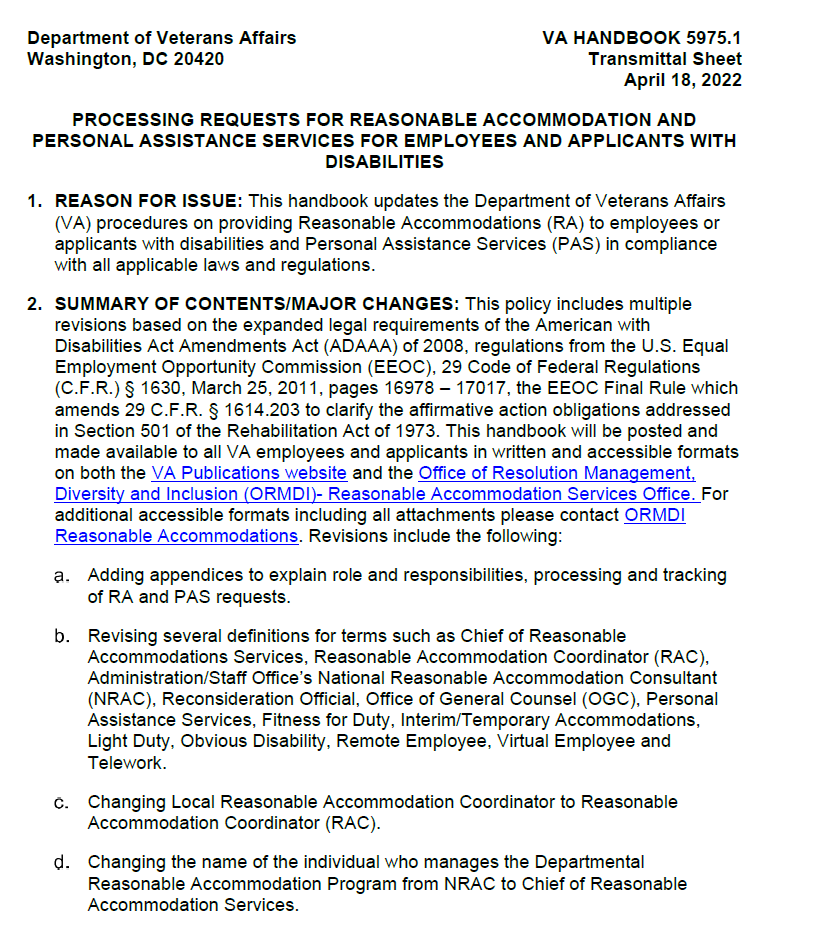 Department of Veterans Affairs
VA HANDBOOK 5975.1
Washington, DC 20420
Transmittal Sheet
April 18, 2022
PROCESSING REQUESTS FOR REASONABLE ACCOMMODATION AND
PERSONAL ASSISTANCE SERVICES FOR EMPLOYEES AND APPLICANTS WITH
DISABILITIES
1. REASON FOR ISSUE: This handbook updates the Department of Veterans Affairs
(VA) procedures on providing Reasonable Accommodations (RA) to employees or
applicants with disabilities and Personal Assistance Services (PAS) in compliance
with all applicable laws and regulations.
2. SUMMARY OF CONTENTS/MAJOR CHANGES: This policy includes multiple
revisions based on the expanded legal requirements of the American with
Disabilities Act Amendments Act (ADAAA) of 2008, regulations from the U.S. Equal
Employment Opportunity Commission (EEOC), 29 Code of Federal Regulations
(C.F.R.) § 1630, March 25, 2011, pages 16978 – 17017, the EEOC Final Rule which
amends 29 C.F.R. § 1614.203 to clarify the affirmative action obligations addressed
in Section 501 of the Rehabilitation Act of 1973. This handbook will be posted and
made available to all VA employees and applicants in written and accessible formats
on both the VA Publications website and the Office of Resolution Management,
Diversity and Inclusion (ORMDI)- Reasonable Accommodation Services Office. For
additional accessible formats including all attachments please contact ORMDI
Reasonable Accommodations. Revisions include the following:
a. Adding appendices to explain role and responsibilities, processing and tracking
of RA and PAS requests.
b. Revising several definitions for terms such as Chief of Reasonable
Accommodations Services, Reasonable Accommodation Coordinator (RAC),
Administration/Staff Office's National Reasonable Accommodation Consultant
(NRAC), Reconsideration Official, Office of General Counsel (OGC), Personal
Assistance Services, Fitness for Duty, Interim/Temporary Accommodations,
Light Duty, Obvious Disability, Remote Employee, Virtual Employee and
Telework.
c. Changing Local Reasonable Accommodation Coordinator to Reasonable
Accommodation Coordinator (RAC).
d. Changing the name of the individual who manages the Departmental
Reasonable Accommodation Program from NRAC to Chief of Reasonable
Accommodation Services.